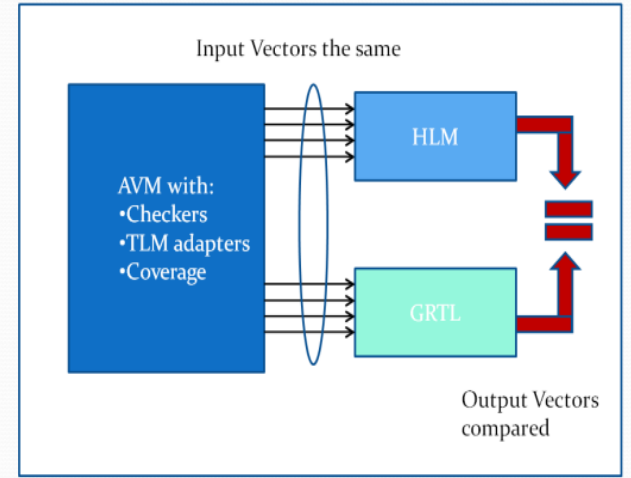 Input Vectors the same
HLM
AVM with:
•Checkers
•TLM adapters
•Coverage
GRTL
Output Vectors
compared